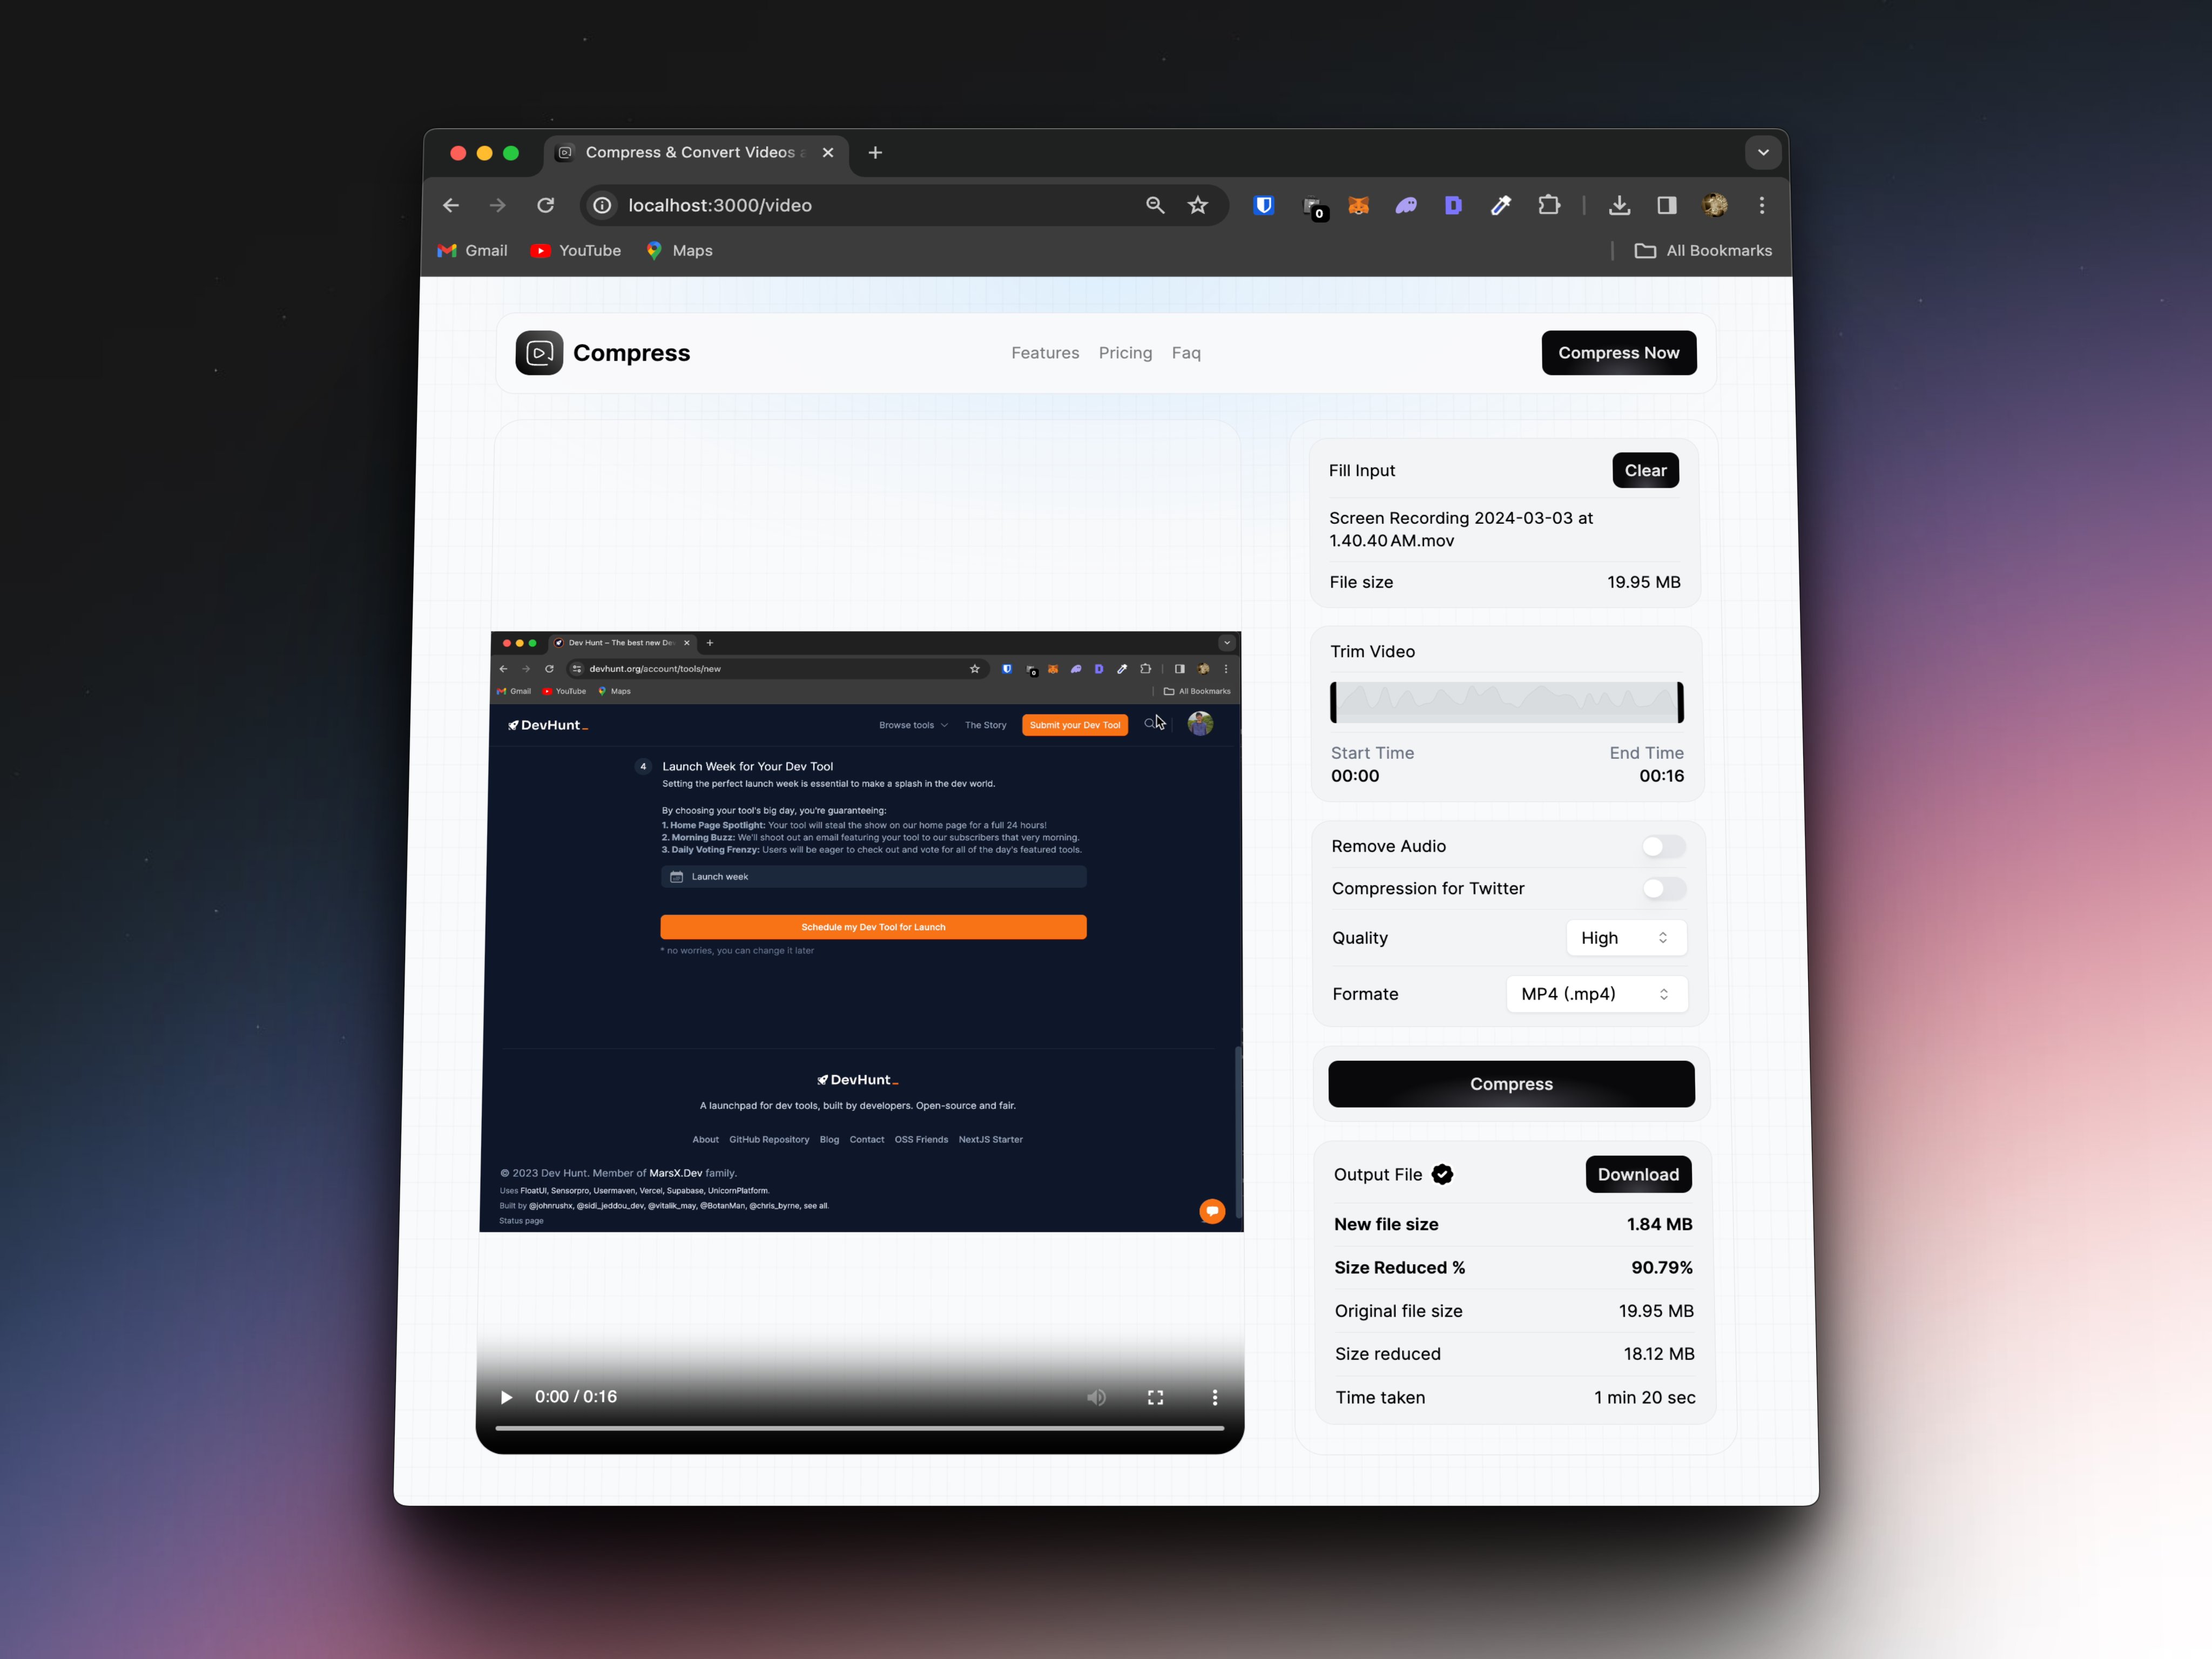 Compress & Convert Videos a
localhost:3000/video
0
Gmail YouTube Maps All Bookmarks
Compress Features Pricing Faq Compress Now
Fill Input Clear
Screen Recording 2024-03-03 at
1.40.40 AM.mov
File size 19.95 MB
Trim Video
Start Time End Time
00:00 00:16
Remove Audio
Compression for Twitter
Quality High
Formate MP4 (.mp4)
Compress
Output File Download
New file size 1.84 MB
Size Reduced % 90.79%
Original file size 19.95 MB
Size reduced 18.12 MB
Time taken 1 min 20 sec
Dev Hunt – The best new De
devhunt.org/account/tools/new
0
Gmail YouTube Maps All Bookmarks
DevHunt_ Browse tools The Story Submit your Dev Tool
4 Launch Week for Your Dev Tool
Setting the perfect launch week is essential to make a splash in the dev world.
By choosing your tool's big day, you're guaranteeing:
1. Home Page Spotlight: Your tool will steal the show on our home page for a full 24 hours!
2. Morning Buzz: We'll shoot out an email featuring your tool to our subscribers that very morning.
3. Daily Voting Frenzy: Users will be eager to check out and vote for all of the day's featured tools.
Launch week
Schedule my Dev Tool for Launch
* no worries, you can change it later
DevHunt_
A launchpad for dev tools, built by developers. Open-source and fair.
About GitHub Repository Blog Contact OSS Friends NextJS Starter
© 2023 Dev Hunt. Member of MarsX.Dev family.
Uses FloatUI, Sensorpro, Usermaven, Vercel, Supabase, UnicornPlatform.
Built by @johnrushx, @sidi_jeddou_dev, @vitalik_may, @BotanMan, @chris_byrne, see all.
Status page
0:00 / 0:16